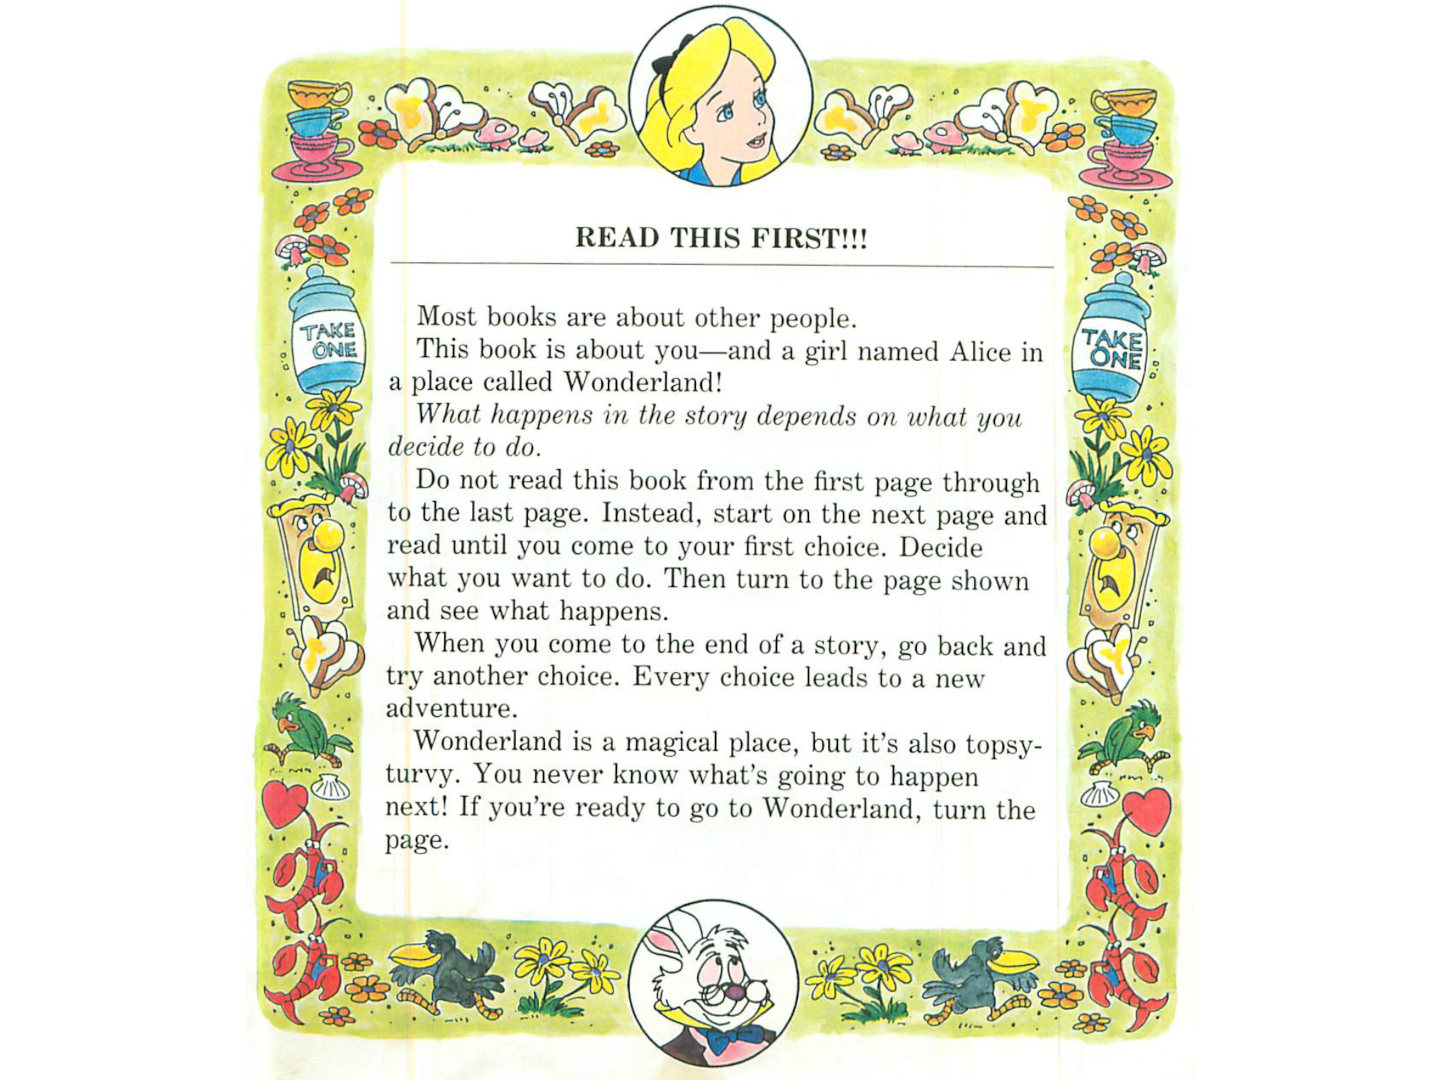 READ THIS FIRST!!!
Most books are about other people.
This book is about you—and a girl named Alice in
a place called Wonderland!
What happens in the story depends on what you
decide to do.
Do not read this book from the first page through
to the last page. Instead, start on the next page and
read until you come to your first choice. Decide
what you want to do. Then turn to the page shown
and see what happens.
When you come to the end of a story, go back and
try another choice. Every choice leads to a new
adventure.
Wonderland is a magical place, but it's also topsy-
turvy. You never know what's going to happen
next! If you're ready to go to Wonderland, turn the
page.
TAKE
ONE
TAKE
ONE